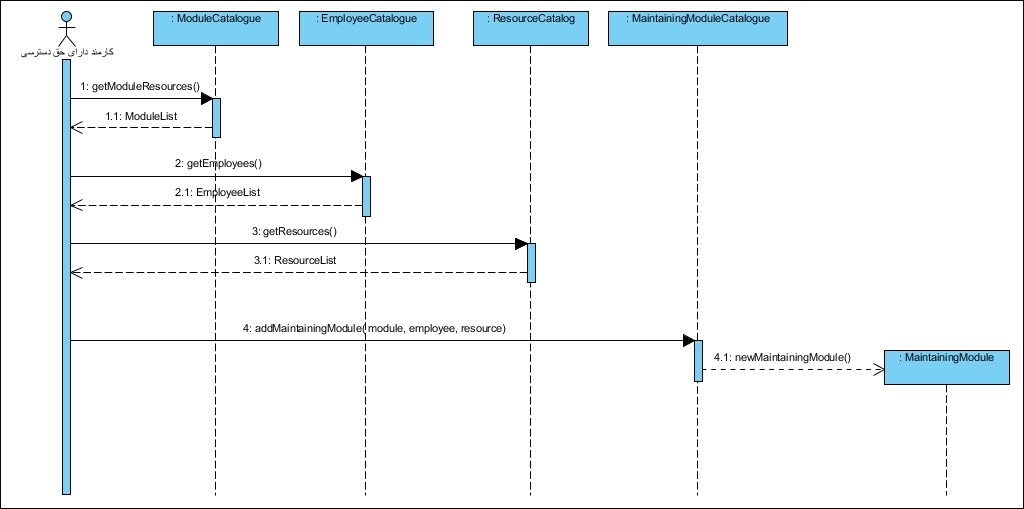 : ModuleCatalogue
: EmployeeCatalogue
: ResourceCatalog
: MaintainingModuleCatalogue
کارمند دارای حق دسترسی
1: getModuleResources()
1.1: ModuleList
2: getEmployees()
2.1: EmployeeList
3: getResources()
3.1: ResourceList
4: addMaintainingModule( module, employee, resource)
4.1: newMaintainingModule()
: MaintainingModule